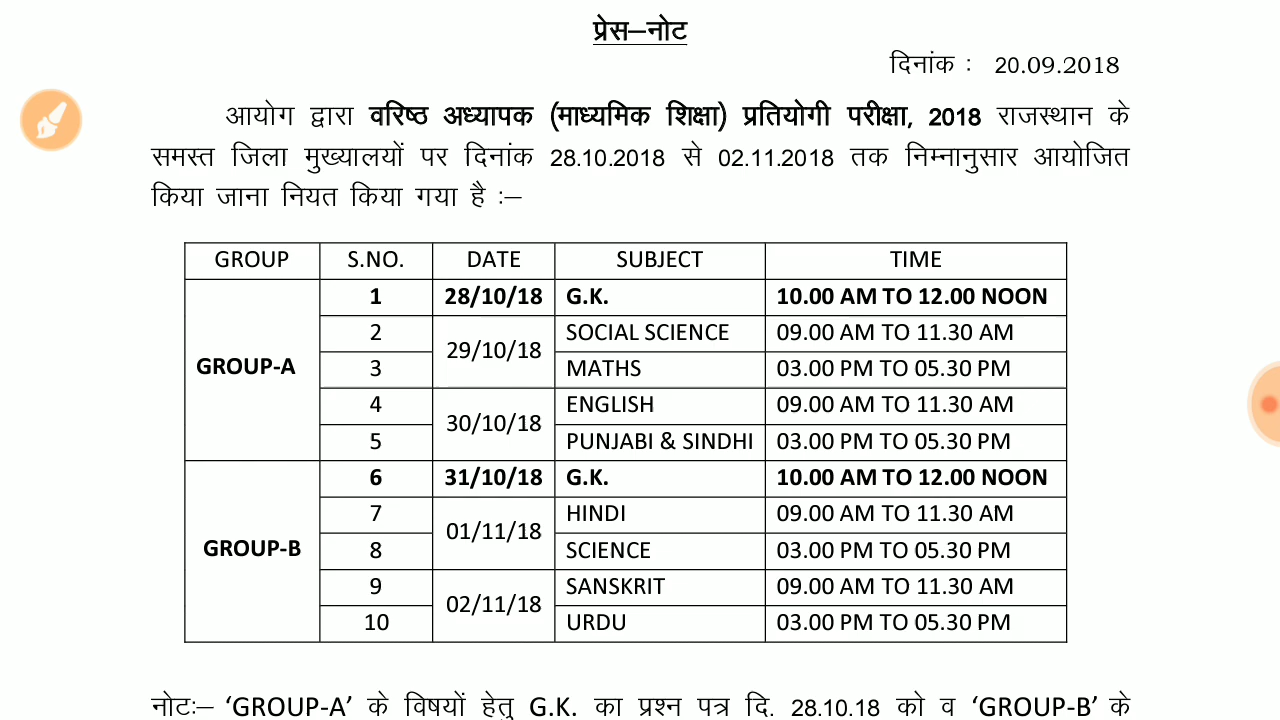 प्रेस–नोट
दिनांक : 20.09.2018
आयोग द्वारा वरिष्ठ अध्यापक (माध्यमिक शिक्षा) प्रतियोगी परीक्षा, 2018 राजस्थान के
समस्त जिला मुख्यालयों पर दिनांक 28.10.2018 से 02.11.2018 तक निम्नानुसार आयोजित
किया जाना नियत किया गया है :–
GROUP S.NO. DATE SUBJECT TIME
GROUP-A 1 28/10/18 G.K. 10.00 AM TO 12.00 NOON
2 29/10/18 SOCIAL SCIENCE 09.00 AM TO 11.30 AM
3 MATHS 03.00 PM TO 05.30 PM
4 30/10/18 ENGLISH 09.00 AM TO 11.30 AM
5 PUNJABI & SINDHI 03.00 PM TO 05.30 PM
GROUP-B 6 31/10/18 G.K. 10.00 AM TO 12.00 NOON
7 01/11/18 HINDI 09.00 AM TO 11.30 AM
8 SCIENCE 03.00 PM TO 05.30 PM
9 02/11/18 SANSKRIT 09.00 AM TO 11.30 AM
10 URDU 03.00 PM TO 05.30 PM
नोटः– ‘GROUP-A’ के विषयों हेतु G.K. का प्रश्न पत्र दि. 28.10.18 को व ‘GROUP-B’ के